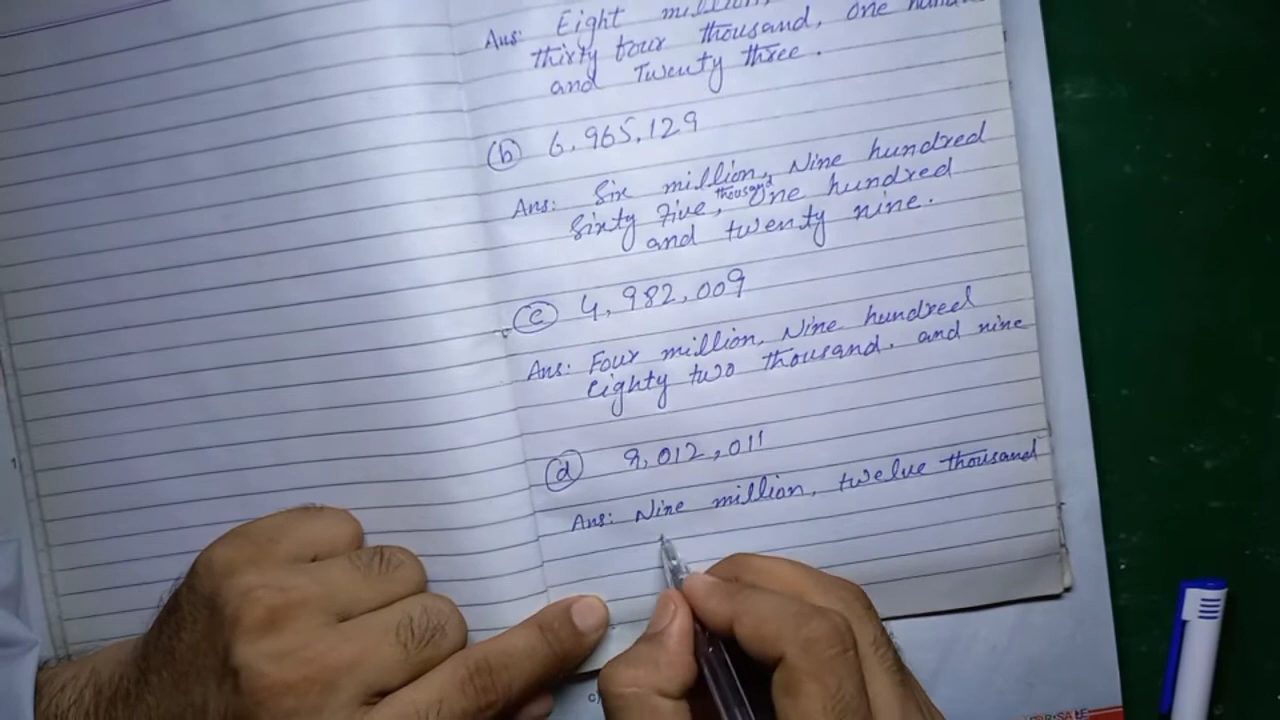 Ans: Eight million,
thirty four thousand, one
and Twenty three.
(b) 6,965,129
Ans: Six million, Nine hundred
Sixty Five, thousand One hundred
and twenty nine.
(c) 4,982,009
Ans: Four million, Nine hundred
eighty two thousand, and nine
(d) 9,012,011
Ans: Nine million, twelve thousand